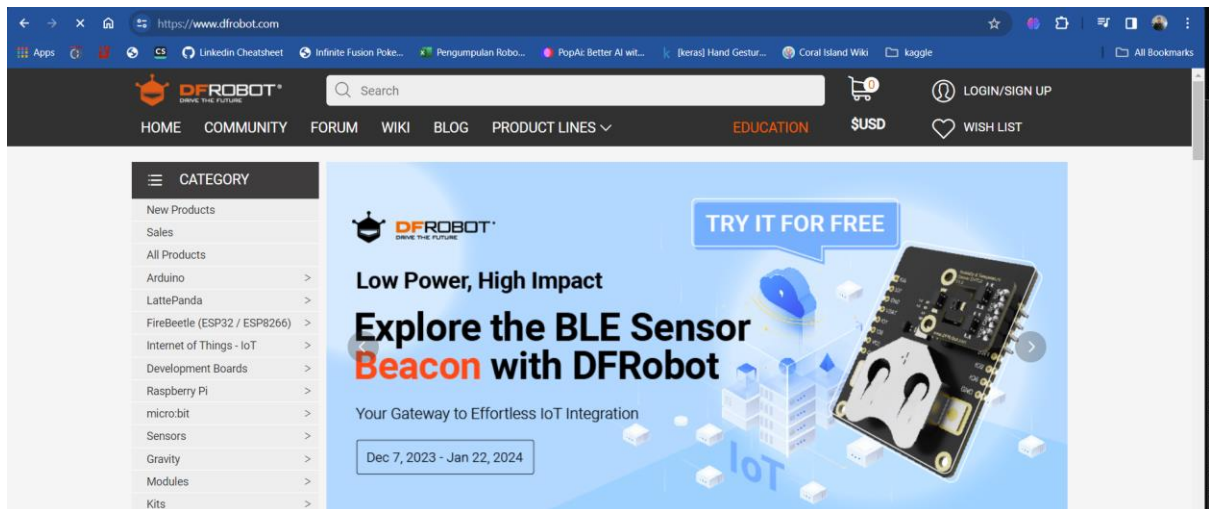 https://www.dfrobot.com
Apps
CS
Linkedin Cheatsheet
Infinite Fusion Poke...
Pengumpulan Robo...
PopAi: Better AI wit...
[keras] Hand Gestur...
Coral Island Wiki
kaggle
All Bookmarks
DFROBOT
DRIVE THE FUTURE
Search
0
LOGIN/SIGN UP
HOME COMMUNITY FORUM WIKI BLOG PRODUCT LINES EDUCATION $USD WISH LIST
CATEGORY
New Products
Sales
All Products
Arduino >
LattePanda >
FireBeetle (ESP32 / ESP8266) >
Internet of Things - IoT >
Development Boards >
Raspberry Pi >
micro:bit >
Sensors >
Gravity >
Modules >
Kits >
DFROBOT
DRIVE THE FUTURE
TRY IT FOR FREE
Low Power, High Impact
Explore the BLE Sensor
Beacon with DFRobot
Your Gateway to Effortless IoT Integration
Dec 7, 2023 - Jan 22, 2024
IoT